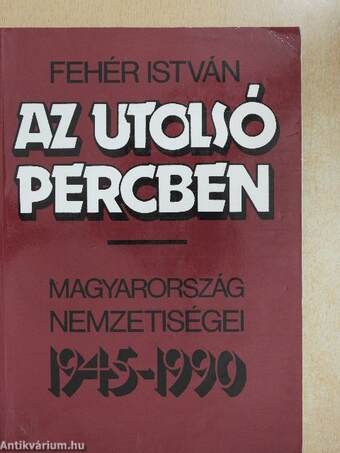 FEHÉR ISTVÁN
AZ UTOLSÓ
PERCBEN
MAGYARORSZÁG
NEMZETISÉGEI
1945-1990
Antikvárium.hu